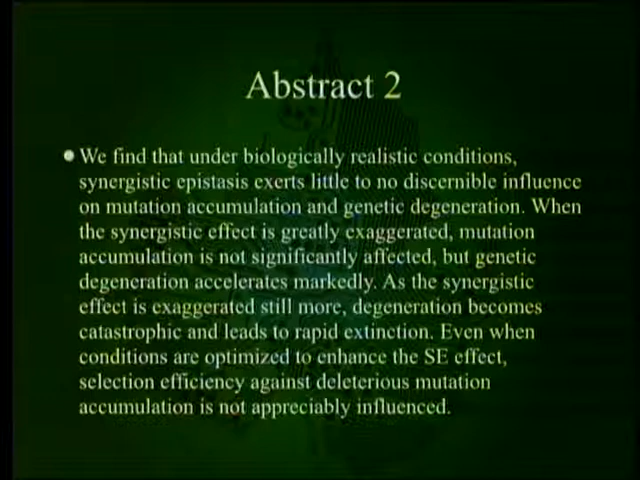 Abstract 2
We find that under biologically realistic conditions,
synergistic epistasis exerts little to no discernible influence
on mutation accumulation and genetic degeneration. When
the synergistic effect is greatly exaggerated, mutation
accumulation is not significantly affected, but genetic
degeneration accelerates markedly. As the synergistic
effect is exaggerated still more, degeneration becomes
catastrophic and leads to rapid extinction. Even when
conditions are optimized to enhance the SE effect,
selection efficiency against deleterious mutation
accumulation is not appreciably influenced.